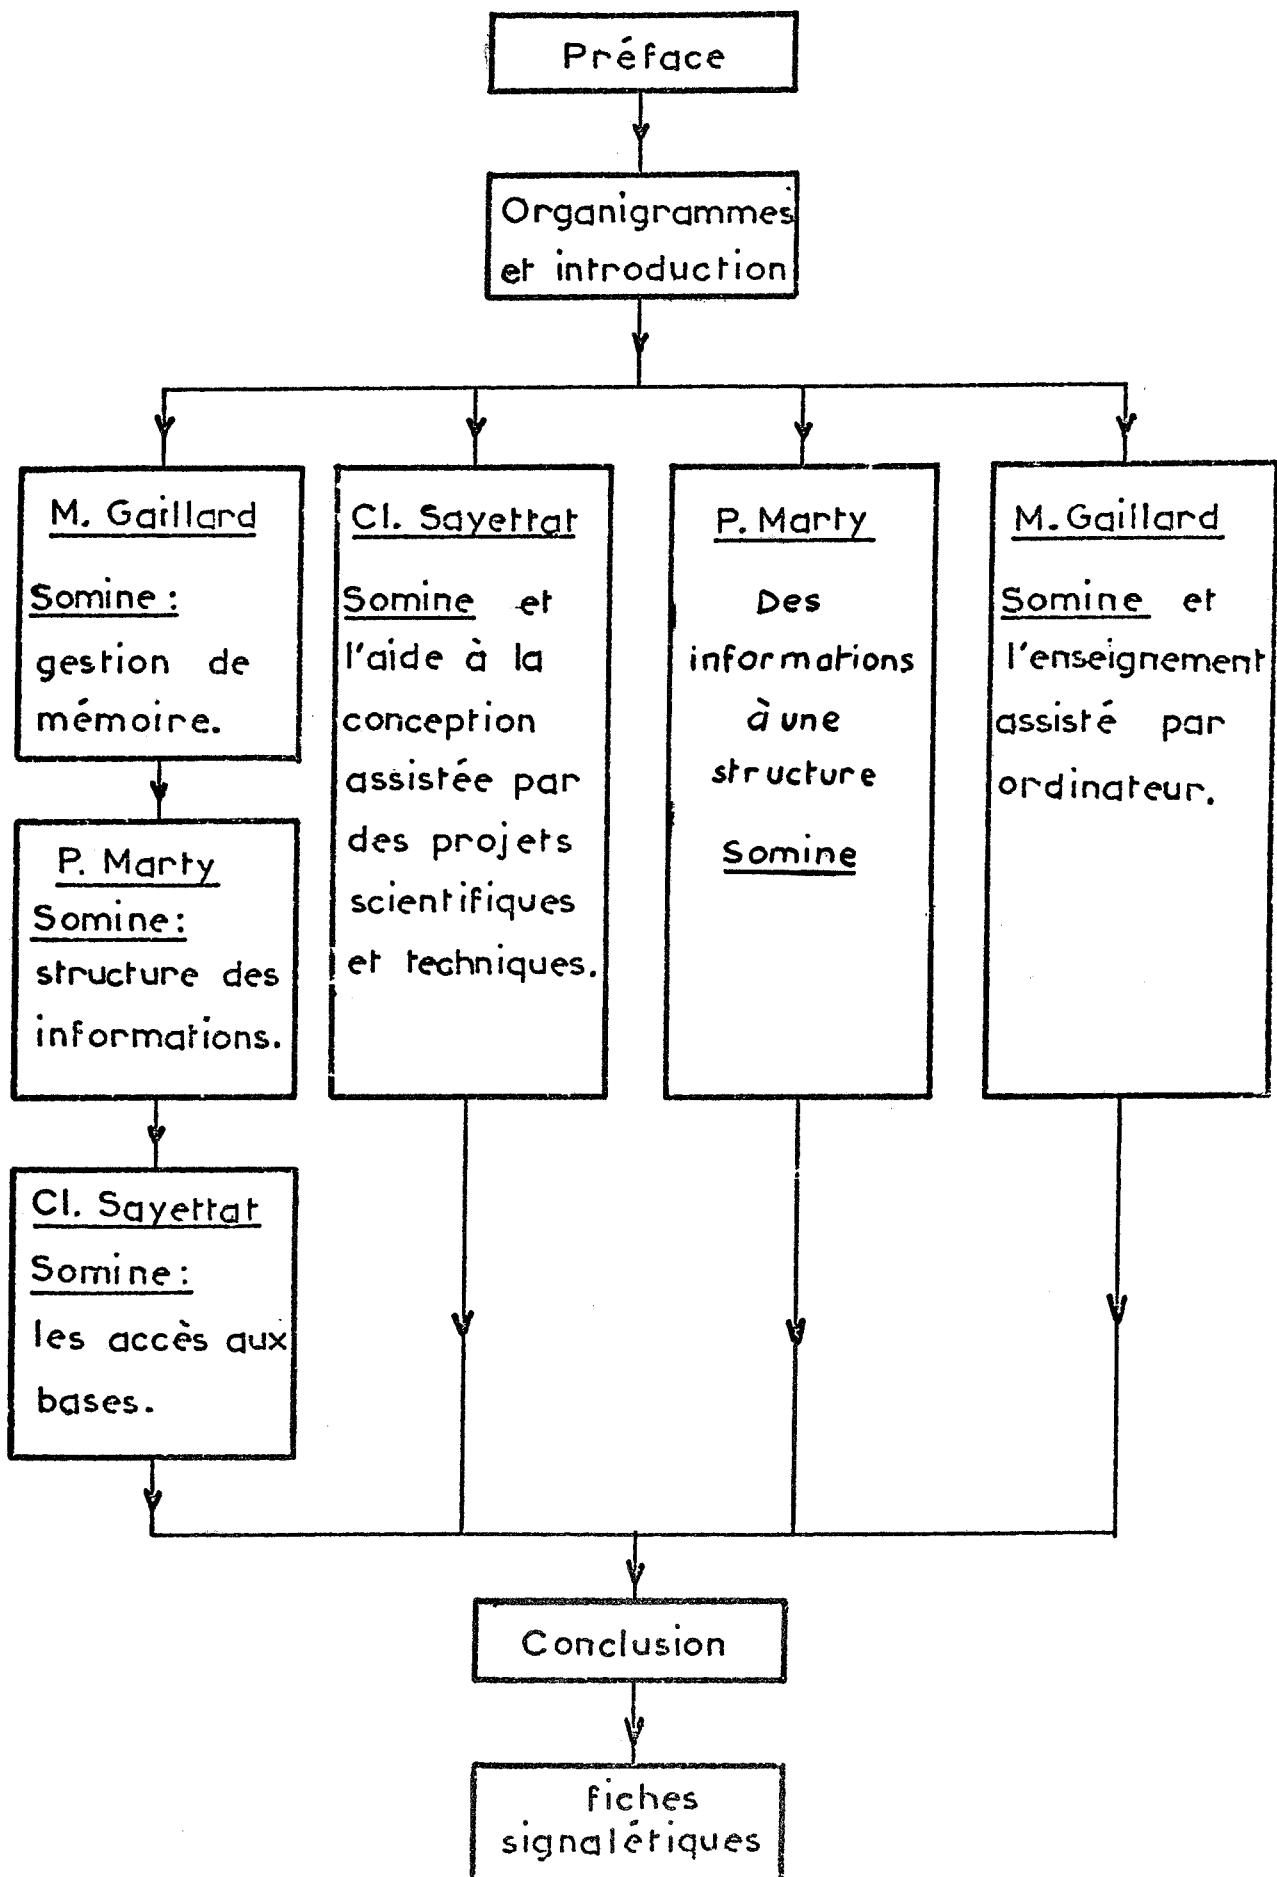 Préface
Organigrammes
et introduction
M. Gaillard
Somine :
gestion de
mémoire.
P. Marty
Somine :
structure des
informations.
Cl. Sayettat
Somine :
les accès aux
bases.
Cl. Sayettat
Somine et
l'aide à la
conception
assistée par
des projets
scientifiques
et techniques.
P. Marty
Des
informations
à une
structure
Somine
M. Gaillard
Somine et
l'enseignement
assisté par
ordinateur.
Conclusion
fiches
signalétiques